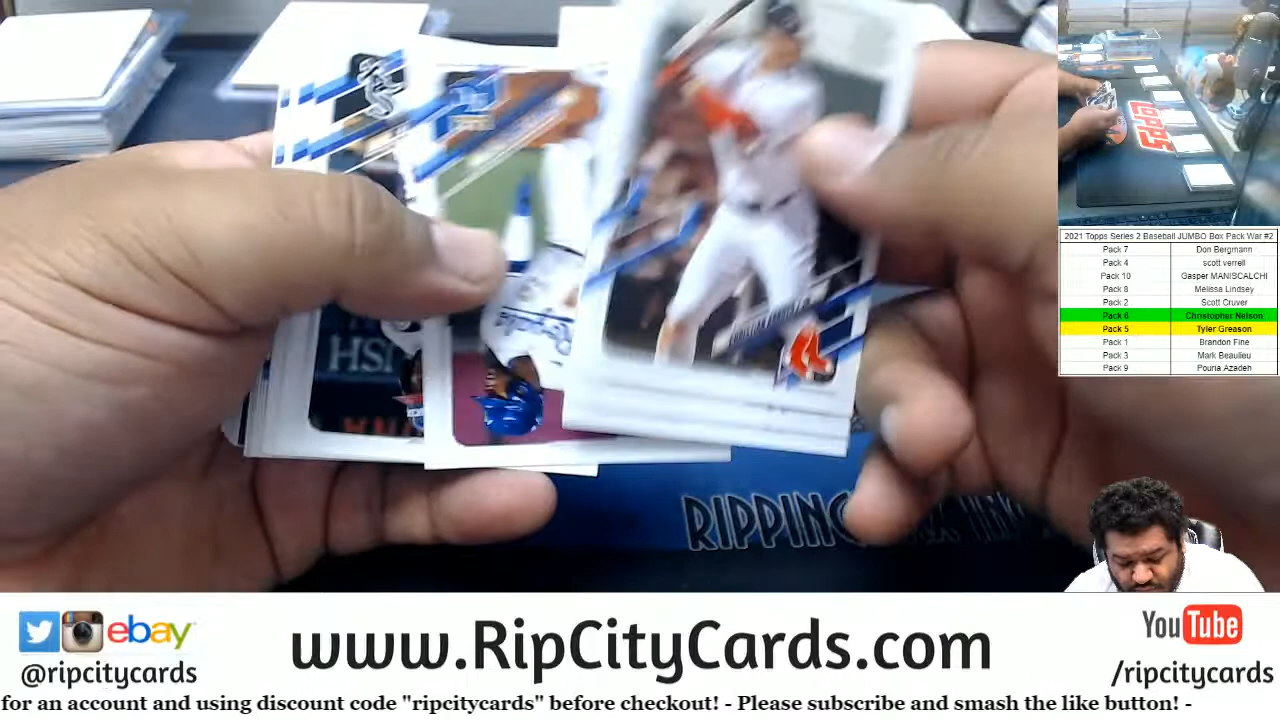 2021 Topps Series 2 Baseball JUMBO Box Pack War #2
Pack 7 Don Bergmann
Pack 4 scott verrell
Pack 10 Gasper MANISCALCHI
Pack 8 Melissa Lindsey
Pack 2 Scott Cruver
Pack 6 Christopher Nelson
Pack 5 Tyler Greason
Pack 1 Brandon Fine
Pack 3 Mark Beaulieu
Pack 9 Pouria Azadeh
TOPPS
Sox
RIPPING
ebay
@ripcitycards
www.RipCityCards.com
YouTube
/ripcitycards
for an account and using discount code "ripcitycards" before checkout! - Please subscribe and smash the like button! -